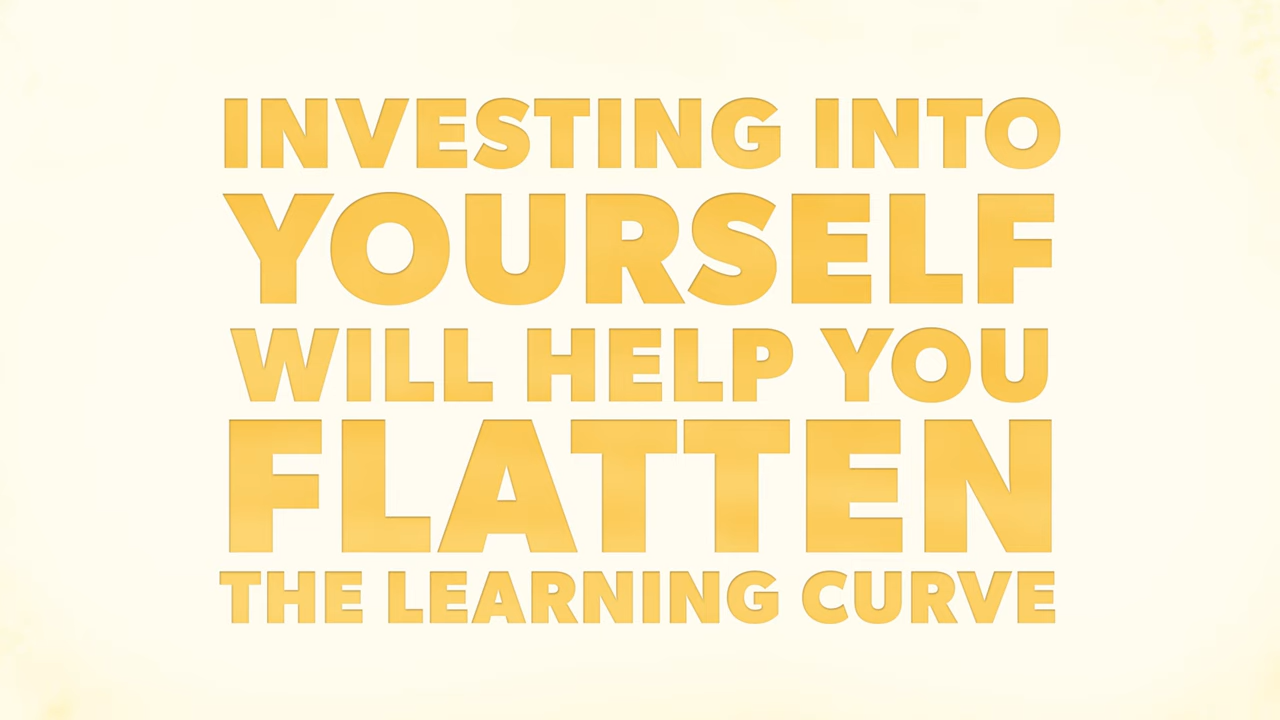 INVESTING INTO
YOURSELF
WILL HELP YOU
FLATTEN
THE LEARNING CURVE